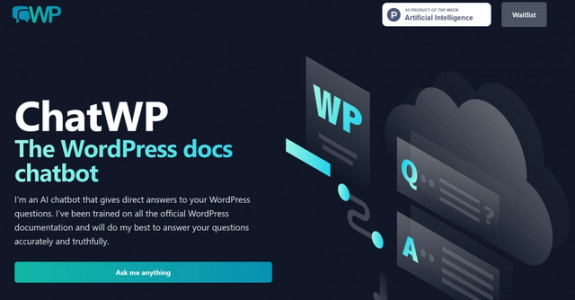 WP
P
#3 PRODUCT OF THE WEEK
Artificial Intelligence
Waitlist
ChatWP
The WordPress docs
chatbot
I'm an AI chatbot that gives direct answers to your WordPress
questions. I've been trained on all the official WordPress
documentation and will do my best to answer your questions
accurately and truthfully.
Ask me anything
WP
Q
?
A